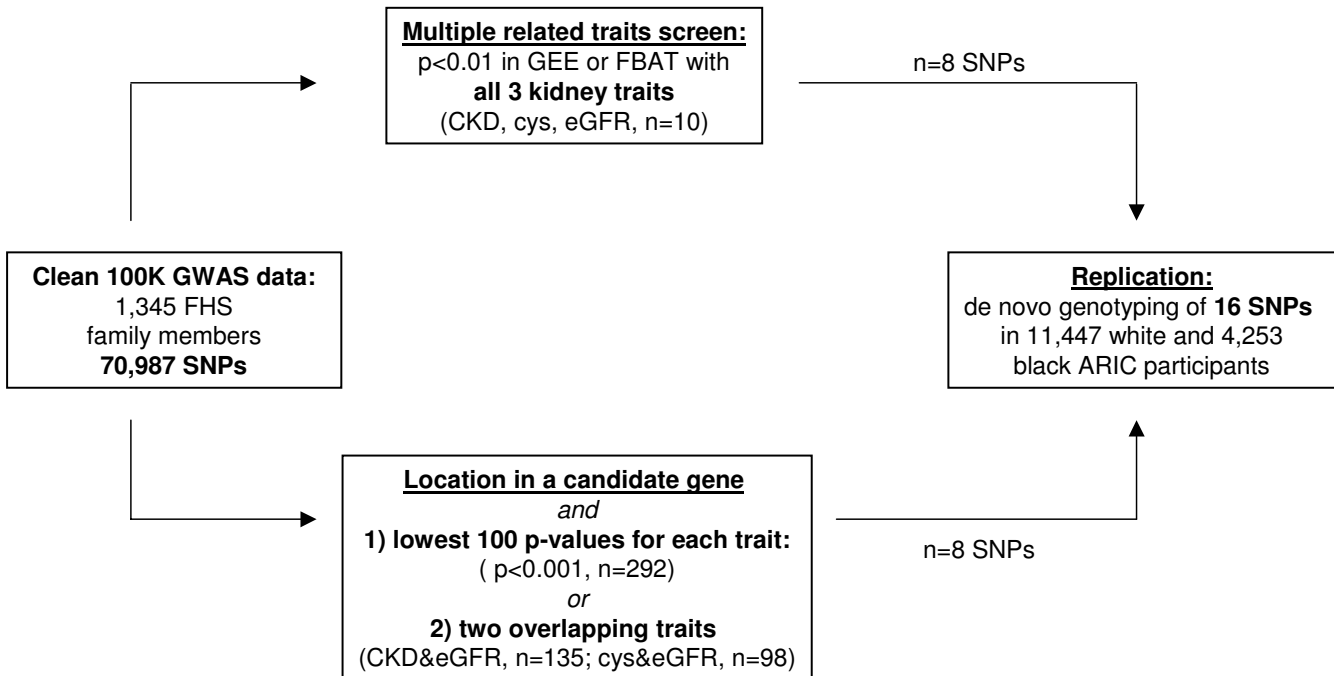 Multiple related traits screen:
p<0.01 in GEE or FBAT with
all 3 kidney traits
(CKD, cys, eGFR, n=10)
n=8 SNPs
Clean 100K GWAS data:
1,345 FHS
family members
70,987 SNPs
Replication:
de novo genotyping of 16 SNPs
in 11,447 white and 4,253
black ARIC participants
Location in a candidate gene
and
1) lowest 100 p-values for each trait:
( p<0.001, n=292)
or
2) two overlapping traits
(CKD&eGFR, n=135; cys&eGFR, n=98)
n=8 SNPs